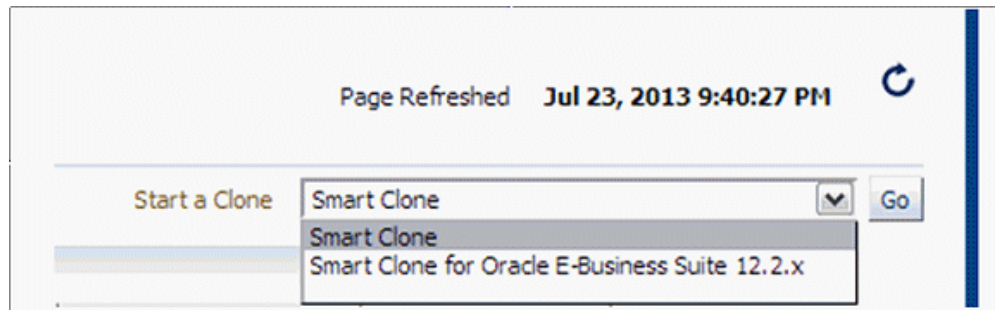 Page Refreshed Jul 23, 2013 9:40:27 PM
Start a Clone Smart Clone Go
Smart Clone
Smart Clone for Oracle E-Business Suite 12.2.x